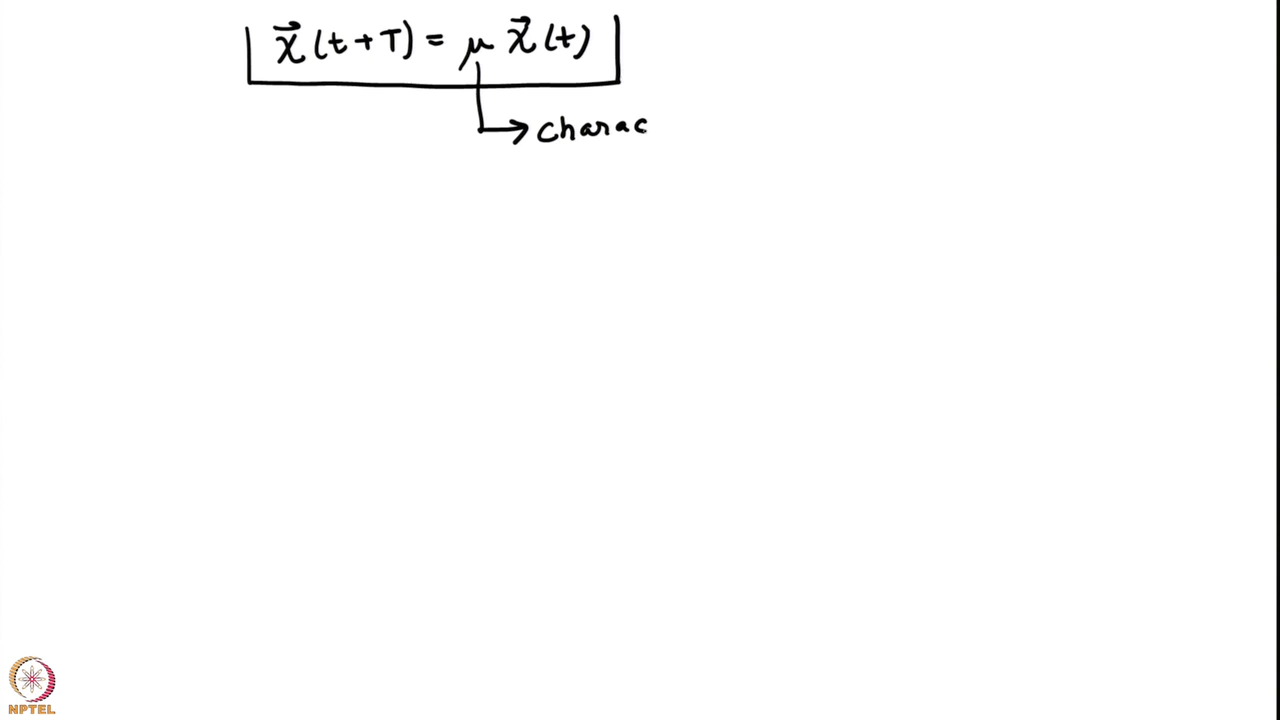 x⃗(t+T) = μ x⃗(t)
→ charac
NPTEL